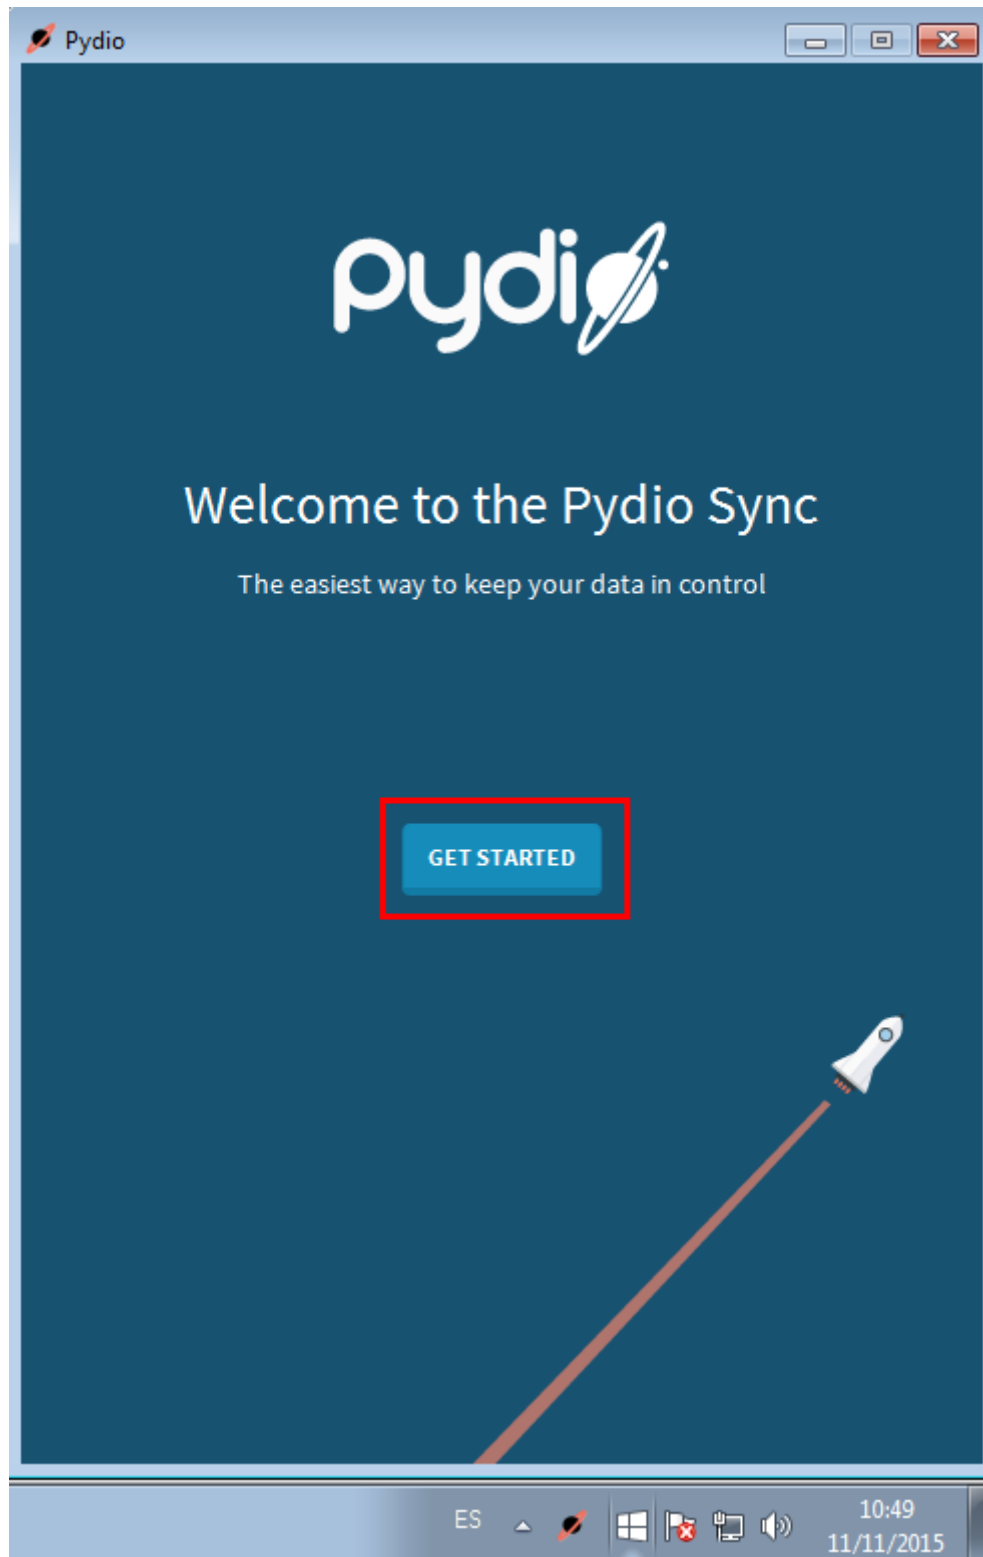 Pydio
pydio
Welcome to the Pydio Sync
The easiest way to keep your data in control
GET STARTED
ES
10:49
11/11/2015